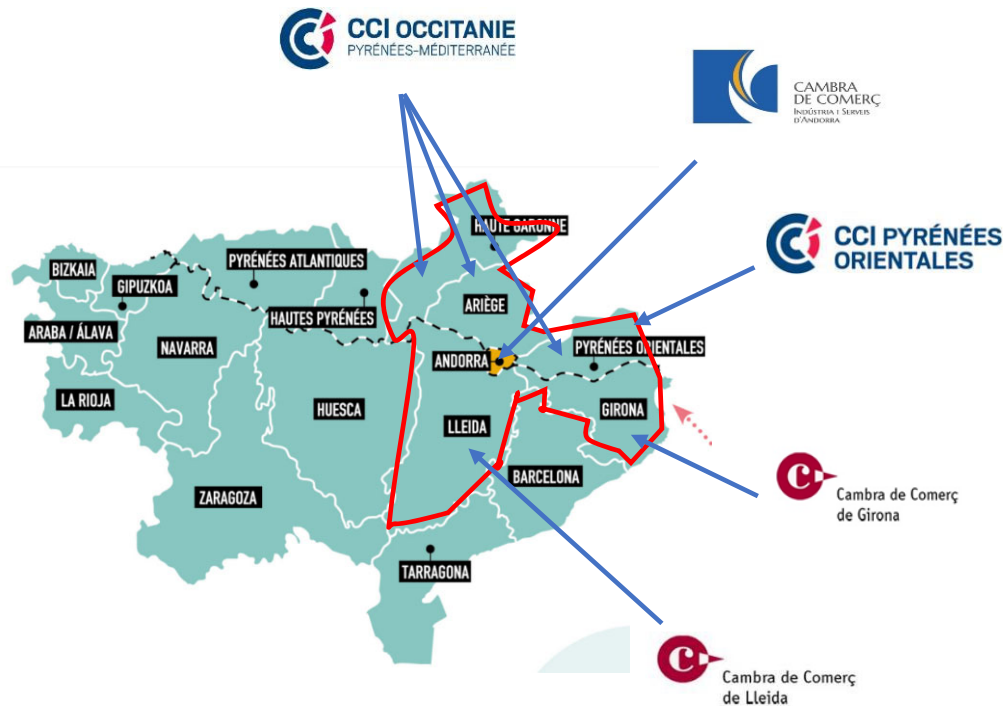 CCI OCCITANIE
PYRÉNÉES-MÉDITERRANÉE
CAMBRA
DE COMERÇ
INDÚSTRIA I SERVEIS
D'ANDORRA
CCI PYRÉNÉES
ORIENTALES
HAUTE GARONNE
BIZKAIA
GIPUZKOA
PYRÉNÉES ATLANTIQUES
HAUTES PYRÉNÉES
ARIÈGE
ARABA / ÁLAVA
NAVARRA
ANDORRA
PYRÉNÉES ORIENTALES
LA RIOJA
HUESCA
LLEIDA
GIRONA
ZARAGOZA
BARCELONA
TARRAGONA
C
Cambra de Comerç
de Girona
C
Cambra de Comerç
de Lleida